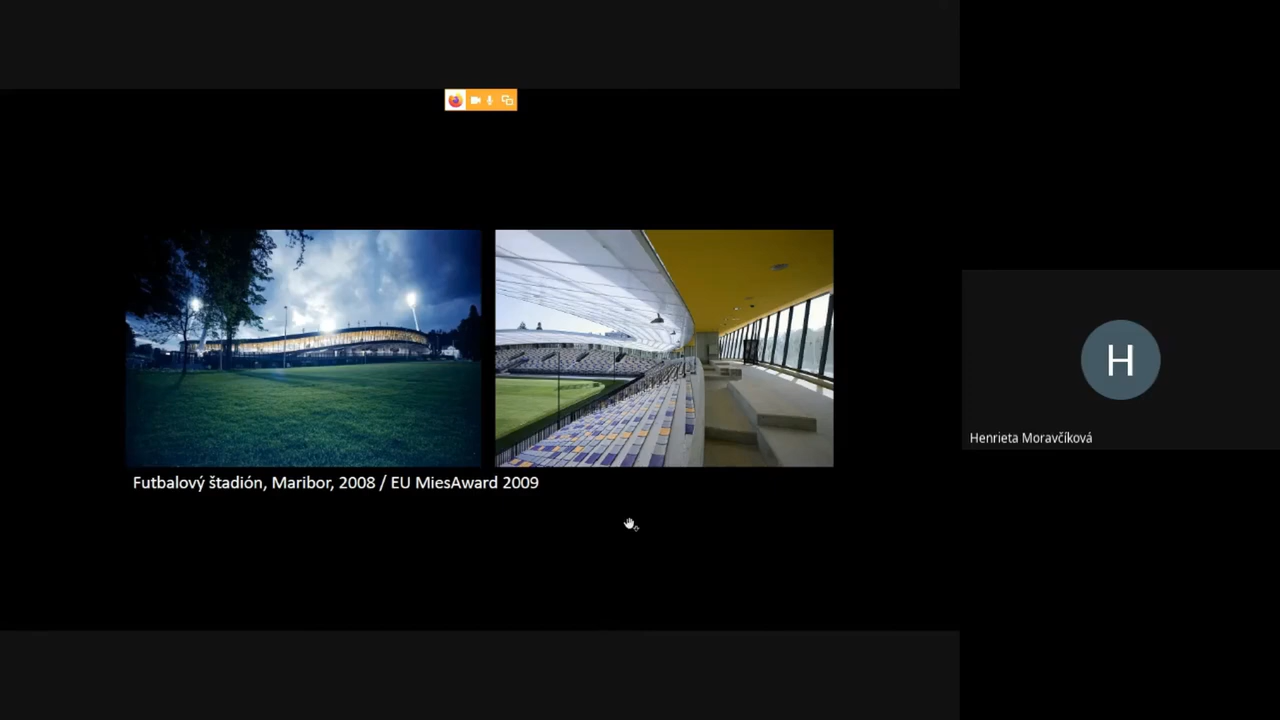 Futbalový štadión, Maribor, 2008 / EU MiesAward 2009
H
Henrieta Moravčíková